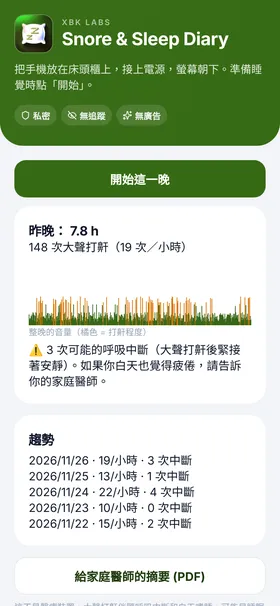 XBK LABS
Snore & Sleep Diary
把手機放在床頭櫃上，接上電源，螢幕朝下。準備睡
覺時點「開始」。
私密
無追蹤
無廣告
開始這一晚
昨晚： 7.8 h
148 次大聲打鼾（19 次／小時）
整晚的音量（橘色 = 打鼾程度）
⚠️ 3 次可能的呼吸中斷（大聲打鼾後緊接
著安靜）。如果你白天也覺得疲倦，請告訴
你的家庭醫師。
趨勢
2026/11/26 · 19/小時 · 3 次中斷
2026/11/25 · 13/小時 · 1 次中斷
2026/11/24 · 22/小時 · 4 次中斷
2026/11/23 · 10/小時 · 0 次中斷
2026/11/22 · 15/小時 · 2 次中斷
給家庭醫師的摘要 (PDF)